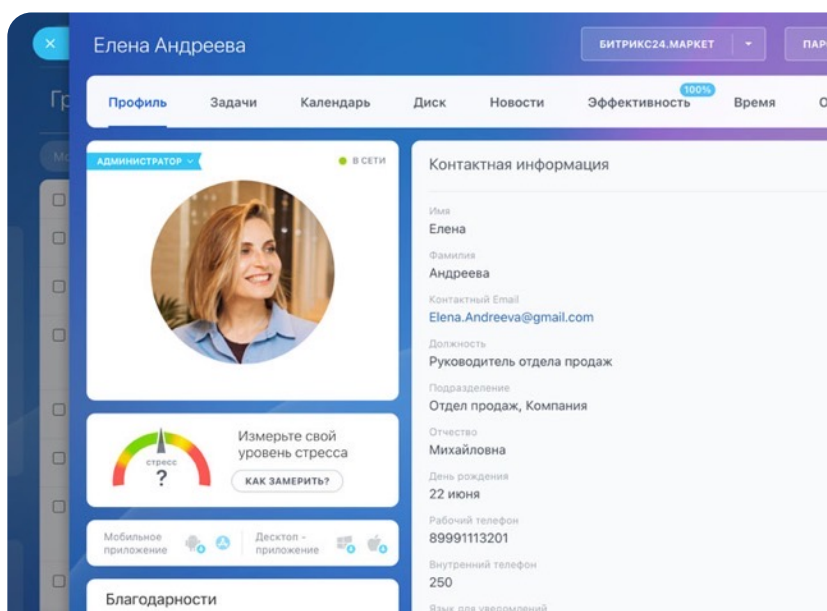 Елена Андреева
БИТРИКС24.МАРКЕТ
Профиль
Задачи
Календарь
Диск
Новости
Эффективность
100%
Время
АДМИНИСТРАТОР
В СЕТИ
Контактная информация
Имя
Елена
Фамилия
Андреева
Контактный Email
Elena.Andreeva@gmail.com
Должность
Руководитель отдела продаж
Подразделение
Отдел продаж, Компания
Отчество
Михайловна
День рождения
22 июня
Рабочий телефон
89991113201
Внутренний телефон
250
Язык для уведомлений
Измерьте свой
уровень стресса
стресс
?
КАК ЗАМЕРИТЬ?
Мобильное
приложение
Десктоп -
приложение
Благодарности